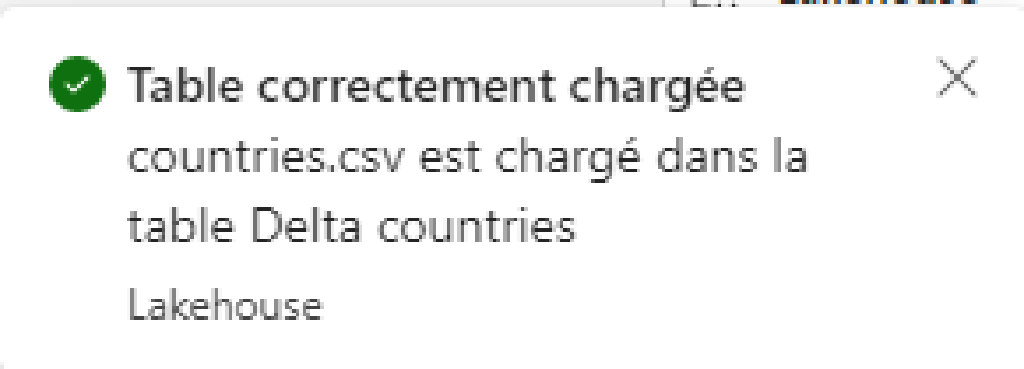 Table correctement chargée
countries.csv est chargé dans la
table Delta countries
Lakehouse